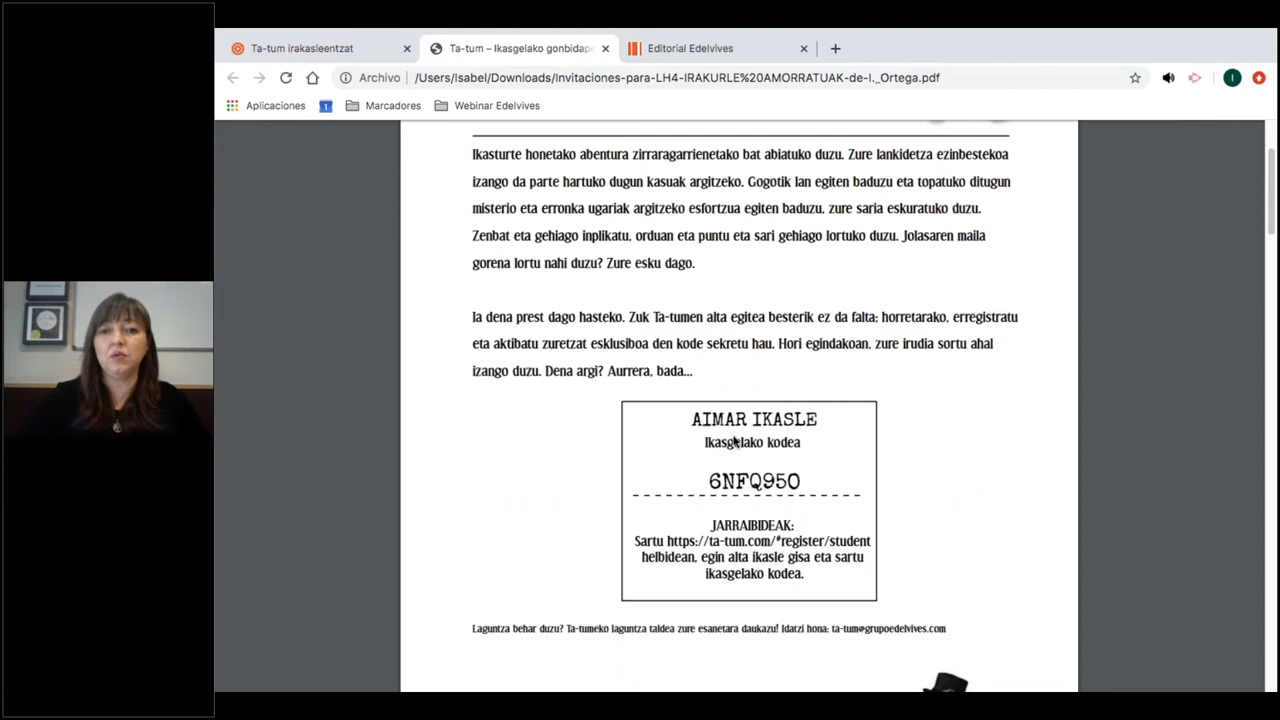 Ta-tum irakasleentzat
Ta-tum – Ikasgelako gonbidape
Editorial Edelvives
Archivo
/Users/Isabel/Downloads/Invitaciones-para-LH4-IRAKURLE%20AMORRATUAK-de-I._Ortega.pdf
I
Aplicaciones
1
Marcadores
Webinar Edelvives
Ikasturte honetako abentura zirraragarrienetako bat abiatuko duzu. Zure lankidetza ezinbestekoa
izango da parte hartuko dugun kasuak argitzeko. Gogotik lan egiten baduzu eta topatuko ditugun
misterio eta erronka ugariak argitzeko esfortzua egiten baduzu, zure saria eskuratuko duzu.
Zenbat eta gehiago inplikatu, orduan eta puntu eta sari gehiago lortuko duzu. Jolasaren maila
gorena lortu nahi duzu? Zure esku dago.
Ia dena prest dago hasteko. Zuk Ta-tumen alta egitea besterik ez da falta; horretarako, erregistratu
eta aktibatu zuretzat esklusiboa den kode sekretu hau. Hori egindakoan, zure irudia sortu ahal
izango duzu. Dena argi? Aurrera, bada...
AIMAR IKASLE
Ikasgelako kodea
6NFQ950
JARRAIBIDEAK:
Sartu https://ta-tum.com/#register/student
helbidean, egin alta ikasle gisa eta sartu
ikasgelako kodea.
Laguntza behar duzu? Ta-tumeko laguntza taldea zure esanetara daukazu! Idatzi hona: ta-tum@grupoedelvives.com